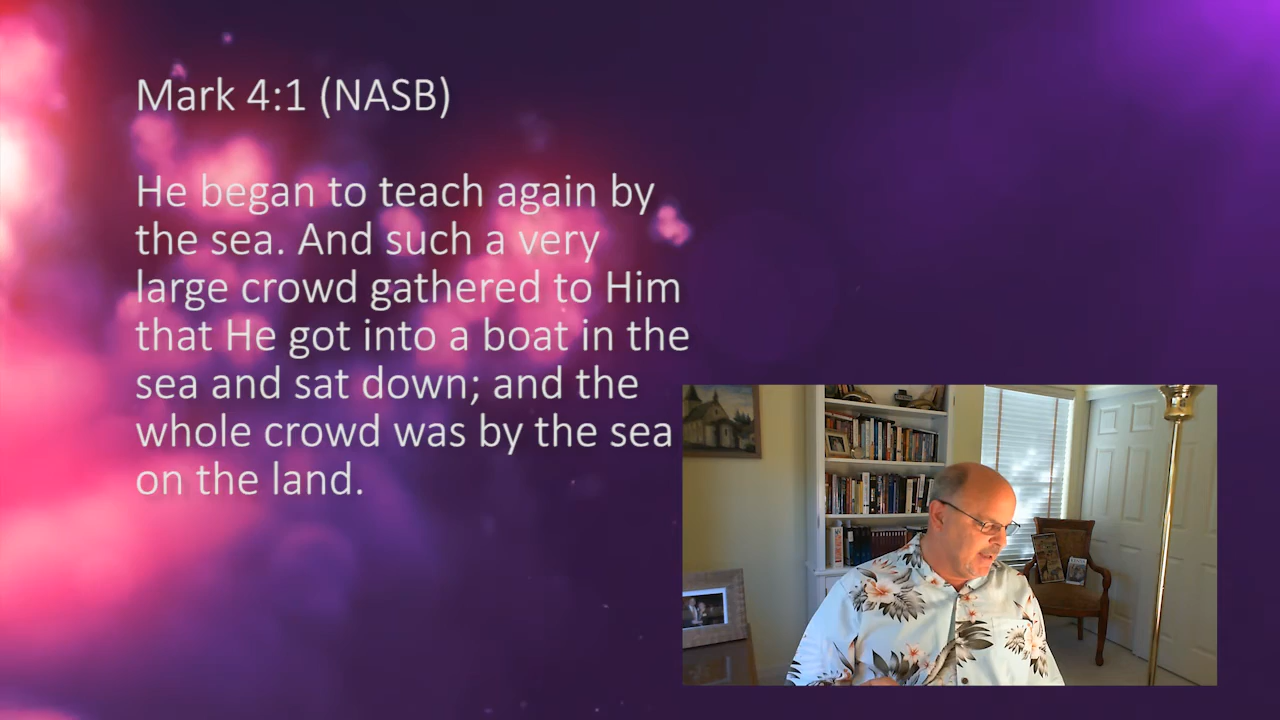 Mark 4:1 (NASB)
He began to teach again by
the sea. And such a very
large crowd gathered to Him
that He got into a boat in the
sea and sat down; and the
whole crowd was by the sea
on the land.